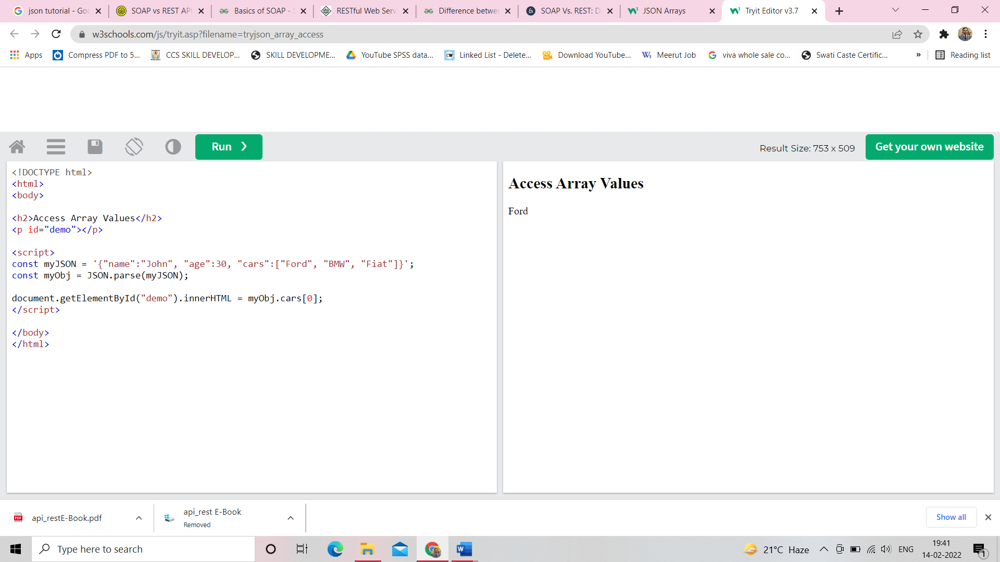 json tutorial - Goo
SOAP vs REST API
Basics of SOAP - S
RESTful Web Serv
Difference betwee
SOAP Vs. REST: Di
JSON Arrays
Tryit Editor v3.7
w3schools.com/js/tryit.asp?filename=tryjson_array_access
Apps
Compress PDF to 5...
CCS SKILL DEVELOP...
SKILL DEVELOPME...
YouTube SPSS data...
Linked List - Delete...
Download YouTube...
Meerut Job
viva whole sale co...
Swati Caste Certific...
»
Reading list
Run ❯
Result Size: 753 x 509
Get your own website
<!DOCTYPE html>
<html>
<body>
<h2>Access Array Values</h2>
<p id="demo"></p>
<script>
const myJSON = '{"name":"John", "age":30, "cars":["Ford", "BMW", "Fiat"]}';
const myObj = JSON.parse(myJSON);
document.getElementById("demo").innerHTML = myObj.cars[0];
</script>
</body>
</html>
Access Array Values
Ford
PDF
api_restE-Book.pdf
api_rest E-Book
Removed
Show all
Type here to search
21°C Haze
ENG
19:41
14-02-2022
1